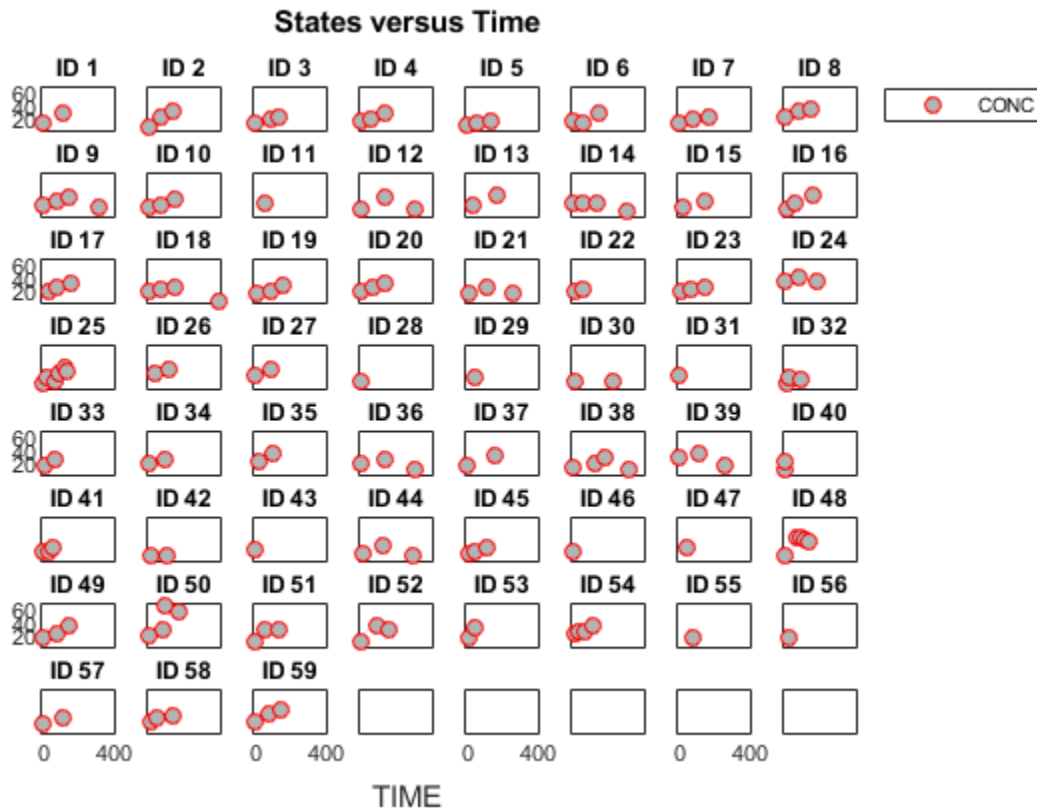 States versus Time
ID 1 ID 2 ID 3 ID 4 ID 5 ID 6 ID 7 ID 8
60
40
20
CONC
ID 9 ID 10 ID 11 ID 12 ID 13 ID 14 ID 15 ID 16
ID 17 ID 18 ID 19 ID 20 ID 21 ID 22 ID 23 ID 24
60
40
20
ID 25 ID 26 ID 27 ID 28 ID 29 ID 30 ID 31 ID 32
ID 33 ID 34 ID 35 ID 36 ID 37 ID 38 ID 39 ID 40
60
40
20
ID 41 ID 42 ID 43 ID 44 ID 45 ID 46 ID 47 ID 48
ID 49 ID 50 ID 51 ID 52 ID 53 ID 54 ID 55 ID 56
60
40
20
ID 57 ID 58 ID 59
0 400 0 400 0 400 0 400
TIME